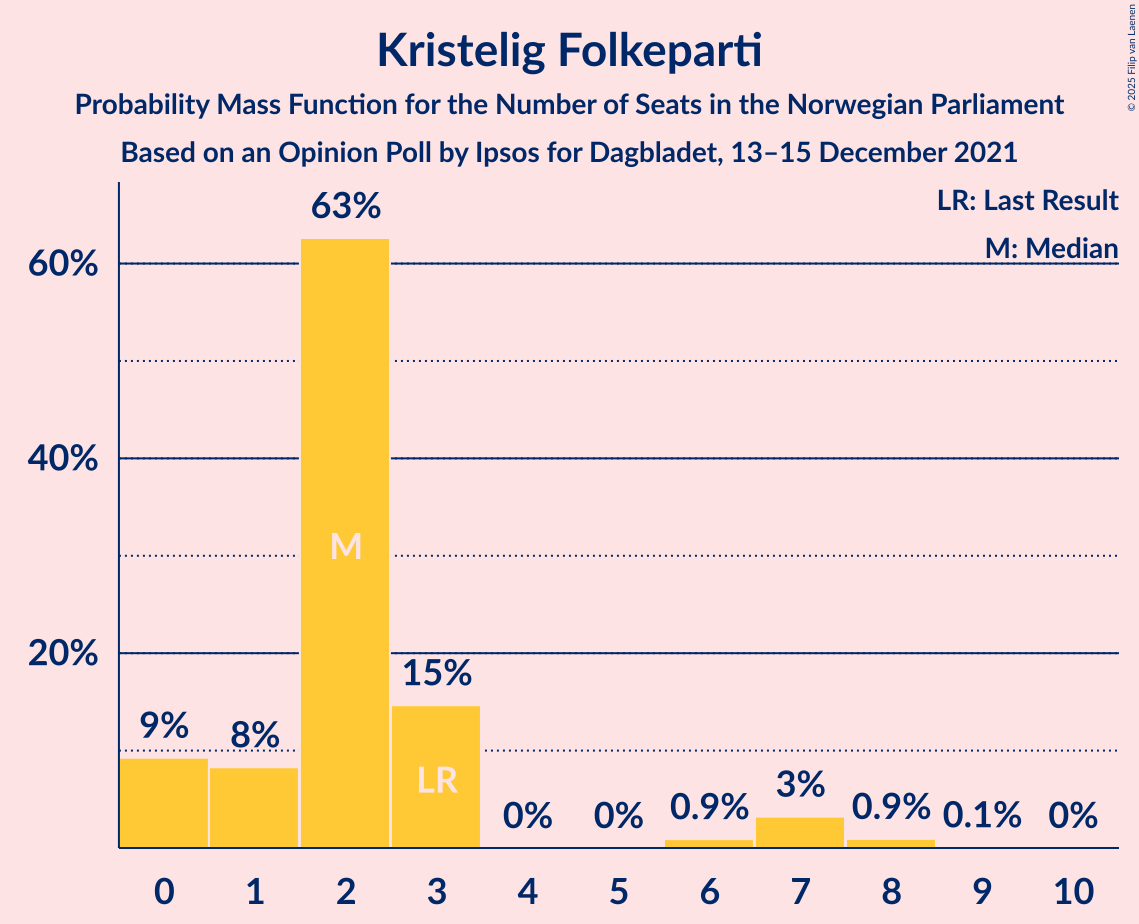 Kristelig Folkeparti
Probability Mass Function for the Number of Seats in the Norwegian Parliament
Based on an Opinion Poll by Ipsos for Dagbladet, 13–15 December 2021
© 2025 Filip van Laenen
LR: Last Result
M: Median
60%
40%
20%
9%
8%
63%
M
15%
LR
0%
0%
0.9%
3%
0.9%
0.1%
0%
0 1 2 3 4 5 6 7 8 9 10